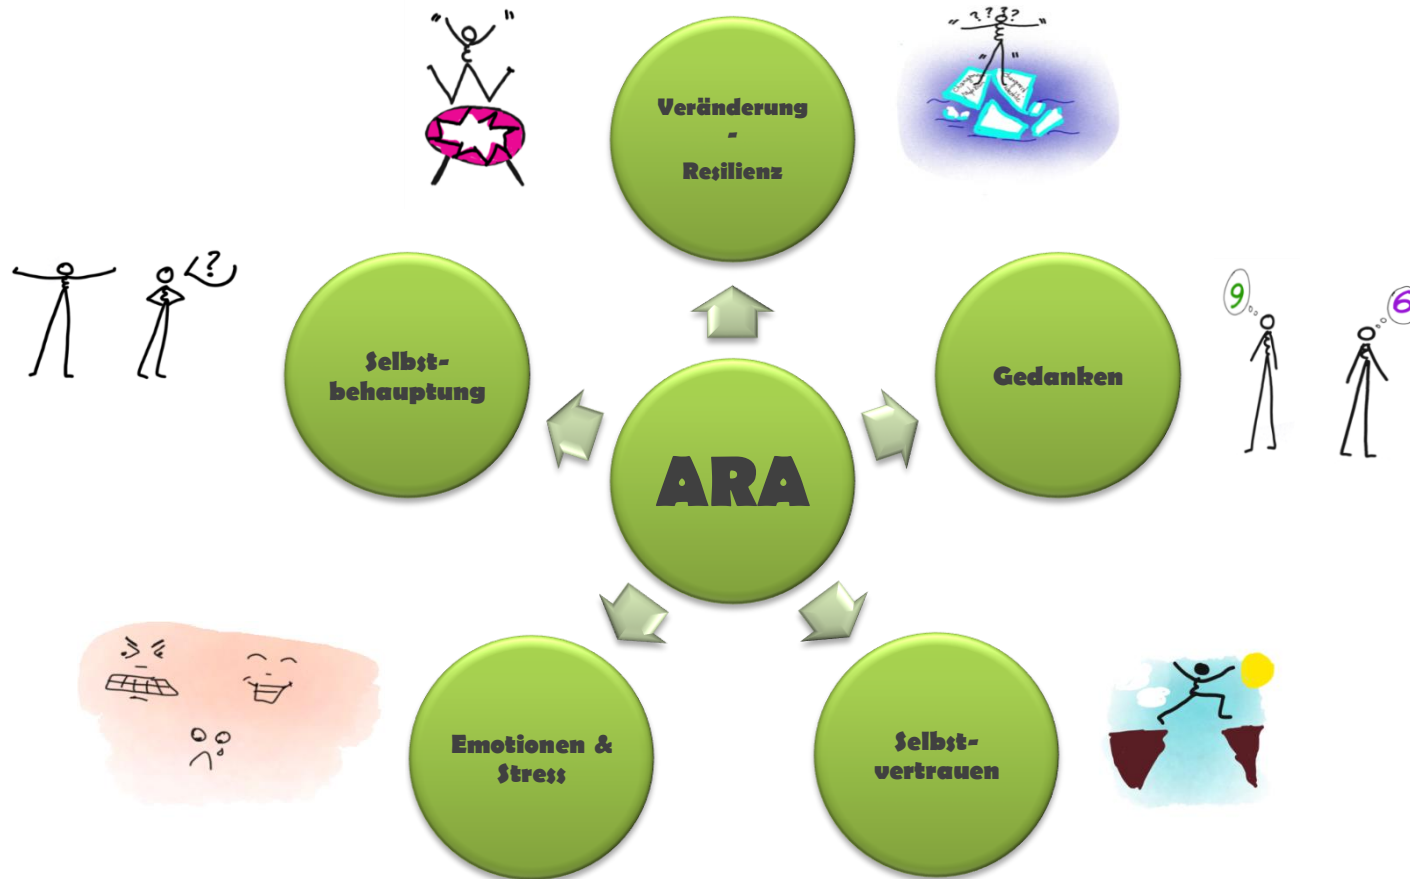 ? ? ? ?
Veränderung
-
Resilienz
?
Selbst-
behauptung
Gedanken
9
6
ARA
Emotionen &
Stress
Selbst-
vertrauen